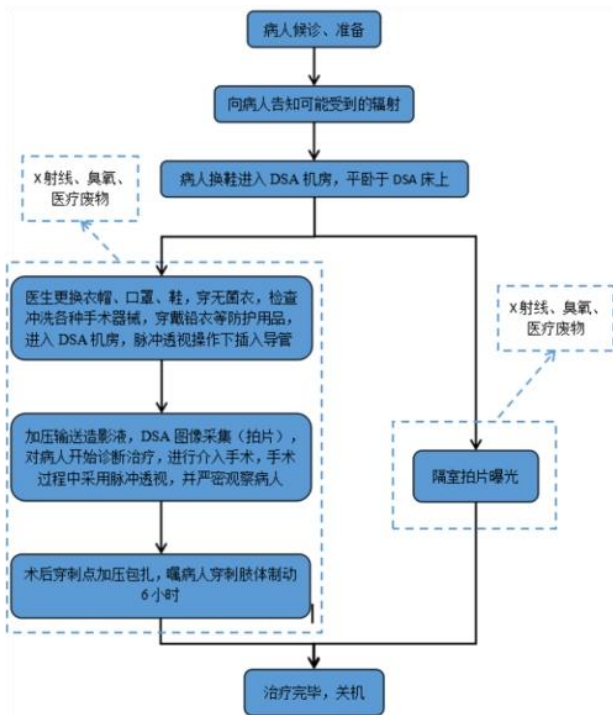 病人候诊、准备
向病人告知可能受到的辐射
X射线、臭氧、
医疗废物
病人换鞋进入 DSA 机房，平卧于 DSA 床上
医生更换衣帽、口罩、鞋，穿无菌衣，检查
冲洗各种手术器械，穿戴铅衣等防护用品，
进入 DSA 机房，脉冲透视操作下插入导管
X射线、臭氧、
医疗废物
加压输送造影液，DSA 图像采集（拍片），
对病人开始诊断治疗，进行介入手术，手术
过程中采用脉冲透视，并严密观察病人
隔室拍片曝光
术后穿刺点加压包扎，嘱病人穿刺肢体制动
6 小时
治疗完毕，关机